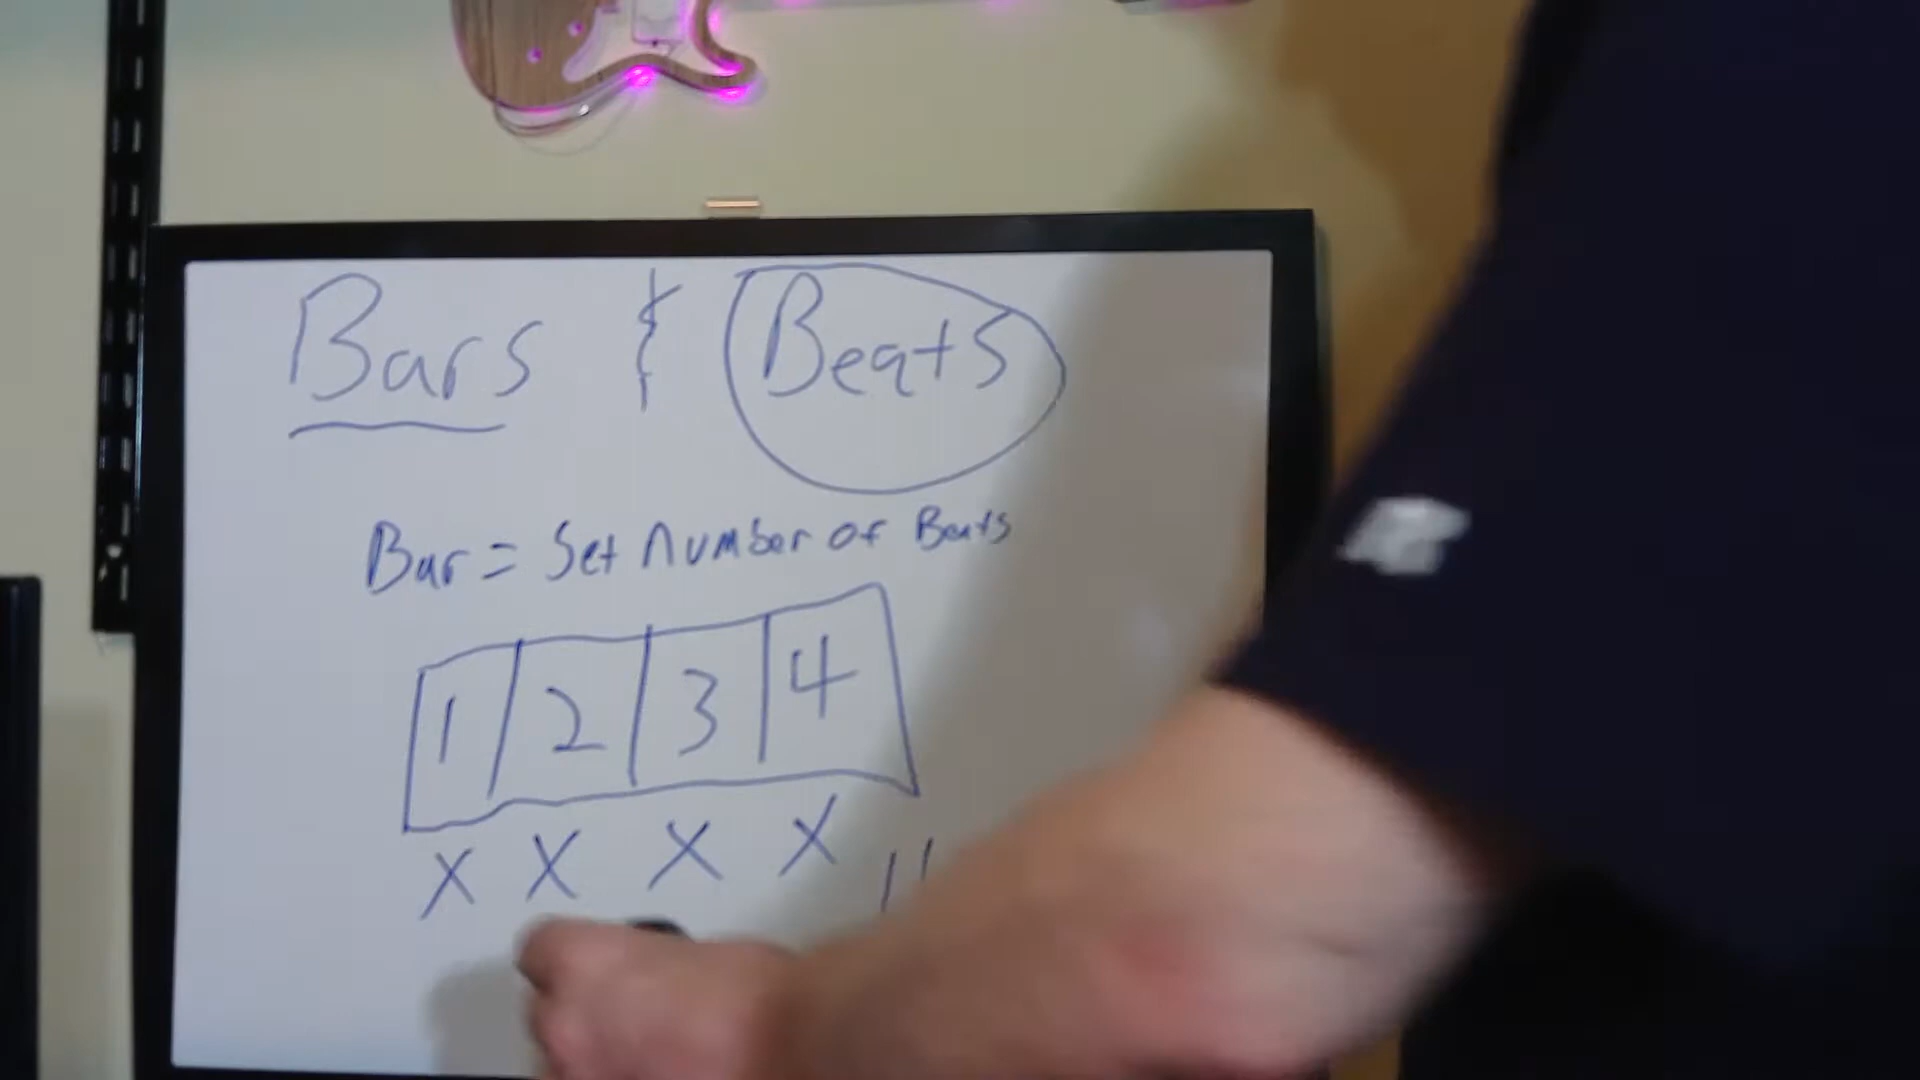 Bars & Beats
Bar = Set Number of Beats
1 2 3 4
X X X X